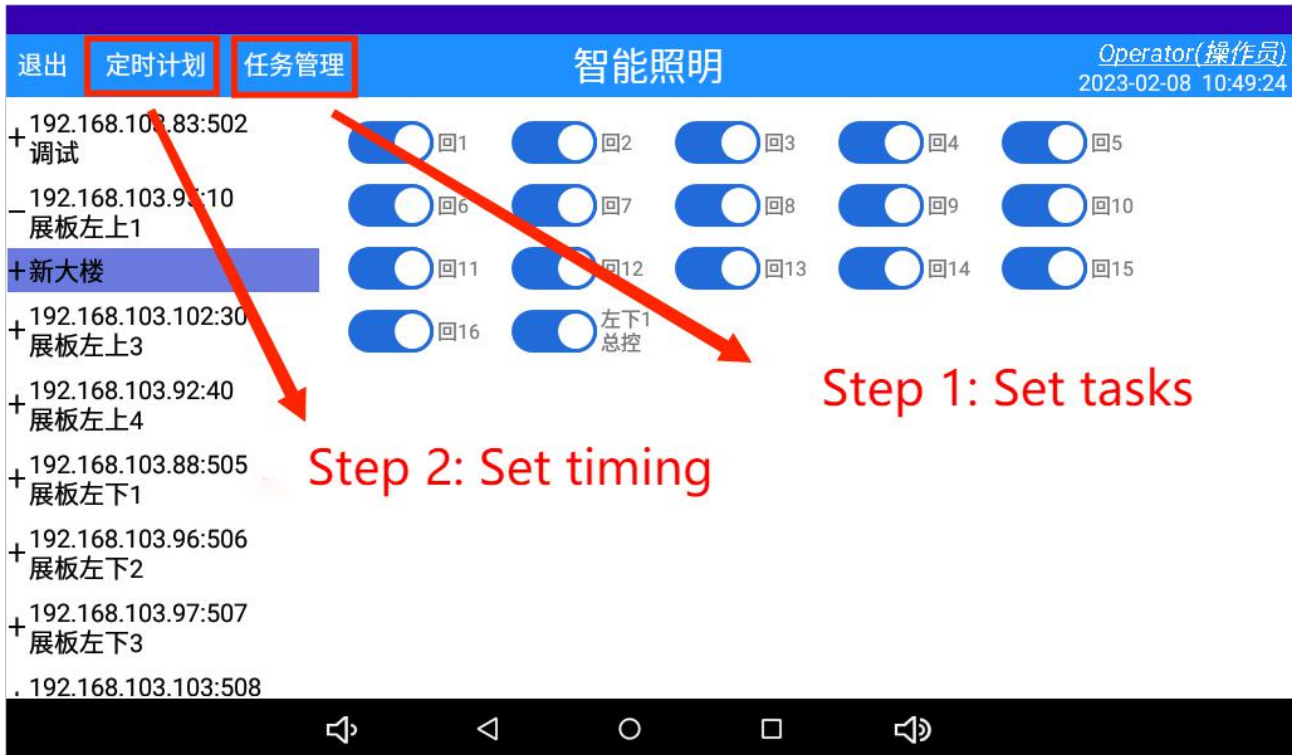 退出 定时计划 任务管理 智能照明 Operator(操作员)
2023-02-08 10:49:24
+192.168.103.83:502
调试
回1 回2 回3 回4 回5
−192.168.103.95:10
展板左上1
回6 回7 回8 回9 回10
+新大楼
回11 回12 回13 回14 回15
+192.168.103.102:30
展板左上3
回16 左下1
总控
+192.168.103.92:40
展板左上4
Step 1: Set tasks
Step 2: Set timing
+192.168.103.88:505
展板左下1
+192.168.103.96:506
展板左下2
+192.168.103.97:507
展板左下3
192.168.103.103:508